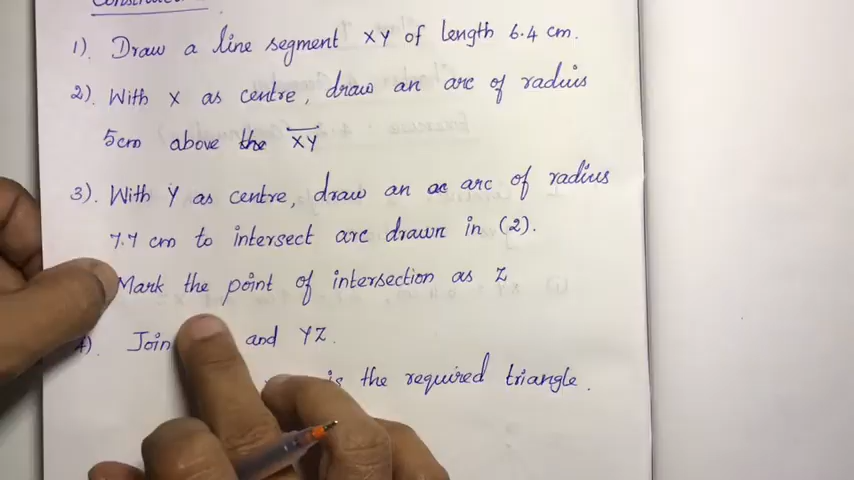 1). Draw a line segment XY of length 6.4 cm.
2). With X as centre, draw an arc of radius
5cm above the XY
3). With Y as centre, draw an ac arc of radius
7.7 cm to intersect arc drawn in (2).
Mark the point of intersection as Z
4). Join and YZ.
is the required triangle.